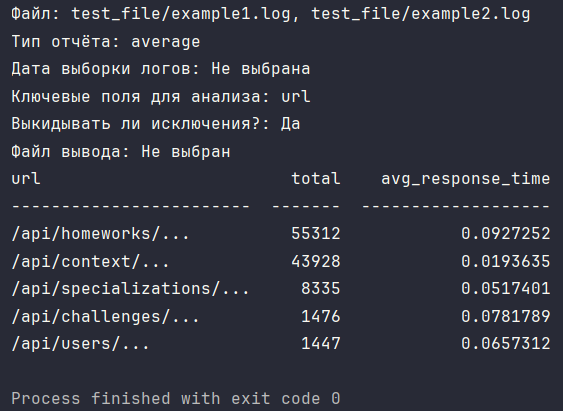 Файл: test_file/example1.log, test_file/example2.log
Тип отчёта: average
Дата выборки логов: Не выбрана
Ключевые поля для анализа: url
Выкидывать ли исключения?: Да
Файл вывода: Не выбран
url                         total    avg_response_time
------------------------  -------  -------------------
/api/homeworks/...          55312            0.0927252
/api/context/...            43928            0.0193635
/api/specializations/...     8335            0.0517401
/api/challenges/...          1476            0.0781789
/api/users/...               1447            0.0657312
Process finished with exit code 0